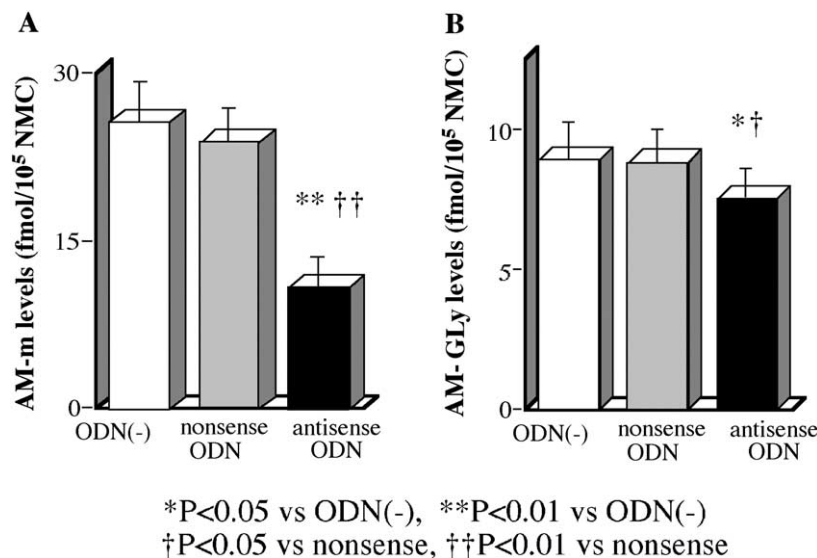 A
AM-m levels (fmol/10⁵ NMC)
30
15
0
ODN(-)
nonsense
ODN
antisense
ODN
** ††
B
AM- GLy levels (fmol/10⁵ NMC)
10
5
0
ODN(-)
nonsense
ODN
antisense
ODN
* †
*P<0.05 vs ODN(-), **P<0.01 vs ODN(-)
†P<0.05 vs nonsense, ††P<0.01 vs nonsense